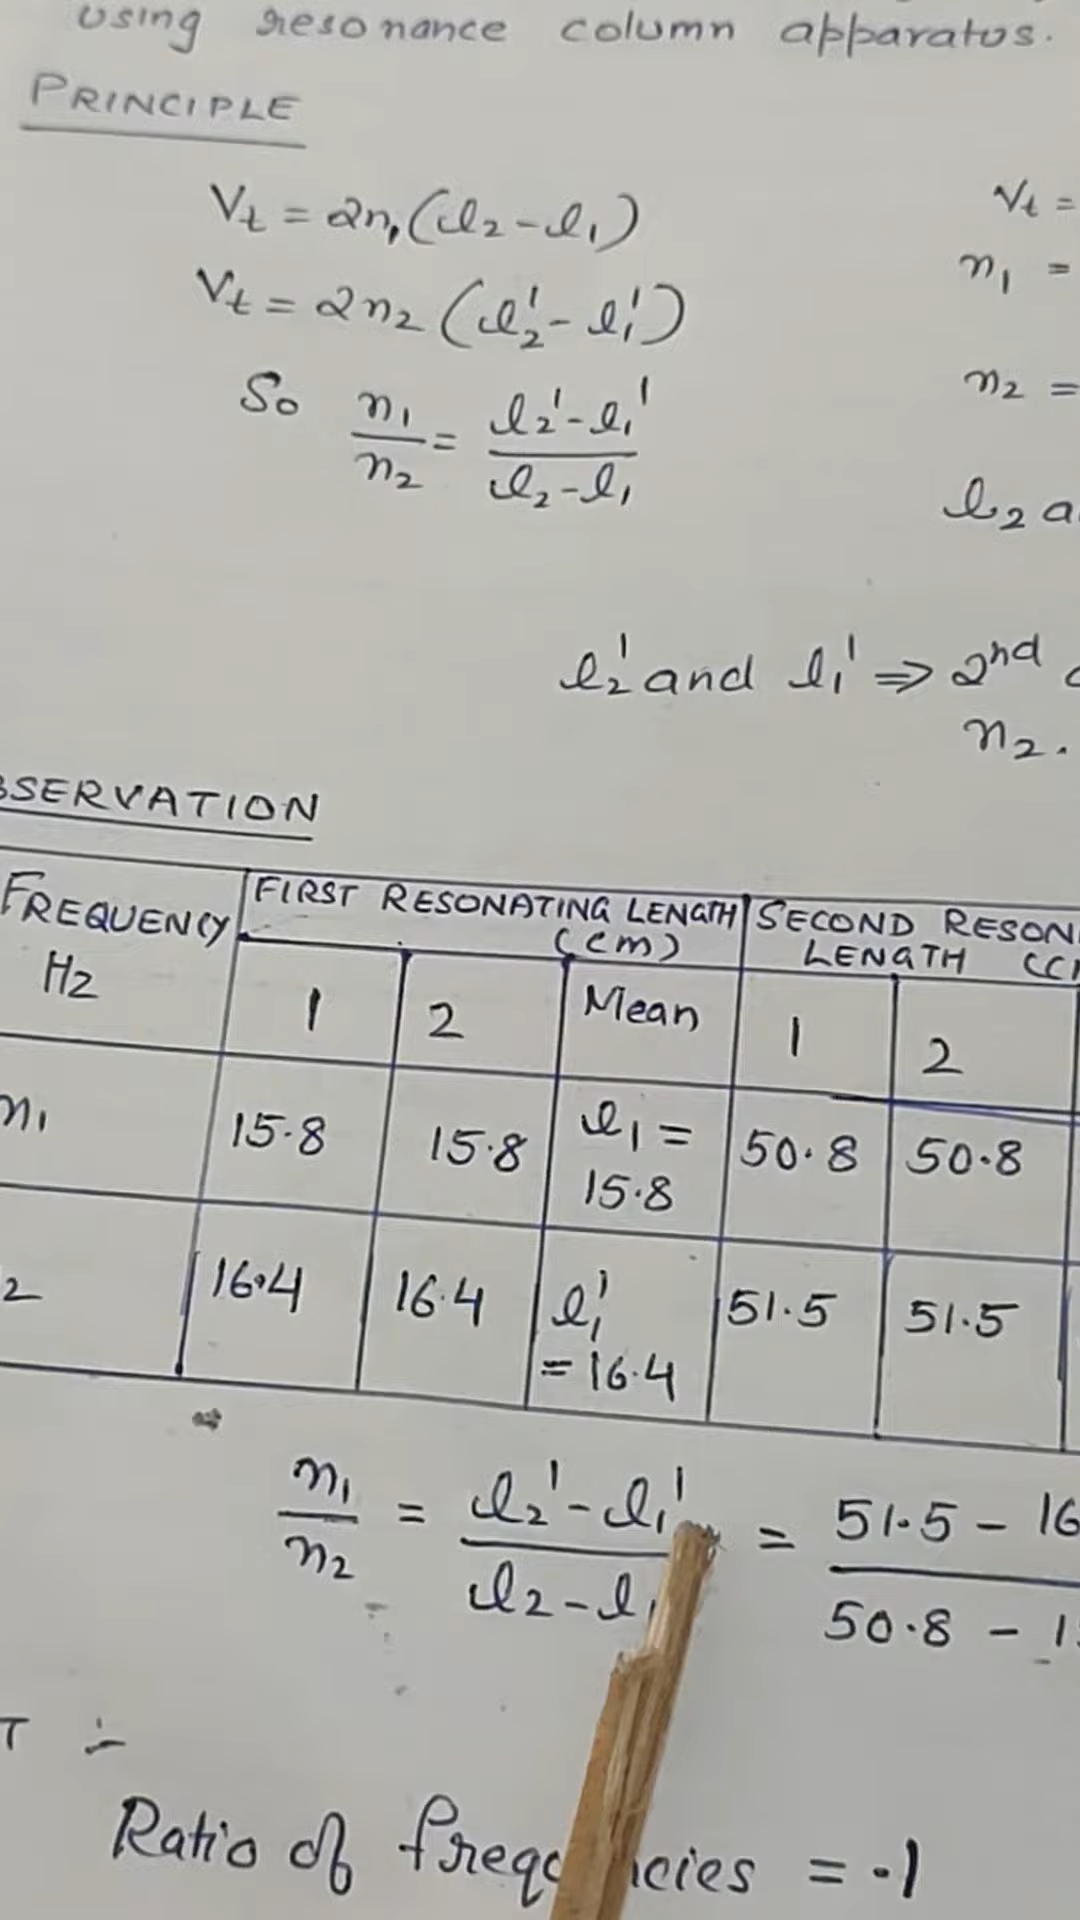 using resonance column apparatus.
PRINCIPLE
Vt = 2n1(l2-l1)
Vt =
Vt = 2n2 (l2'-l1')
n1 =
So n1/n2 = l2'-l1'/l2-l1
n2 =
l2
l2' and l1' ⇒ 2nd
n2.
BSERVATION
FREQUENCY Hz
FIRST RESONATING LENGTH (cm)
SECOND RESON
LENGTH
1 2 Mean 1 2
n1 15.8 15.8 l1 = 15.8 50.8 50.8
2 16.4 16.4 l1' = 16.4 51.5 51.5
n1/n2 = l2'-l1'/l2-l1 = 51.5 - 16/50.8 - 1
T :-
Ratio of freq cies = .1